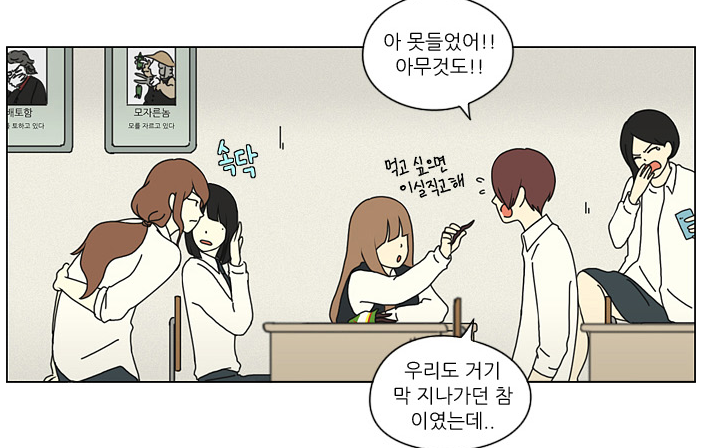 아 못들었어!!
아무것도!!
배토함
를 토하고 있다
모자른놈
모를 자르고 있다
속닥
먹고 싶으면
이실직고해
우리도 거기
막 지나가던 참
이였는데..